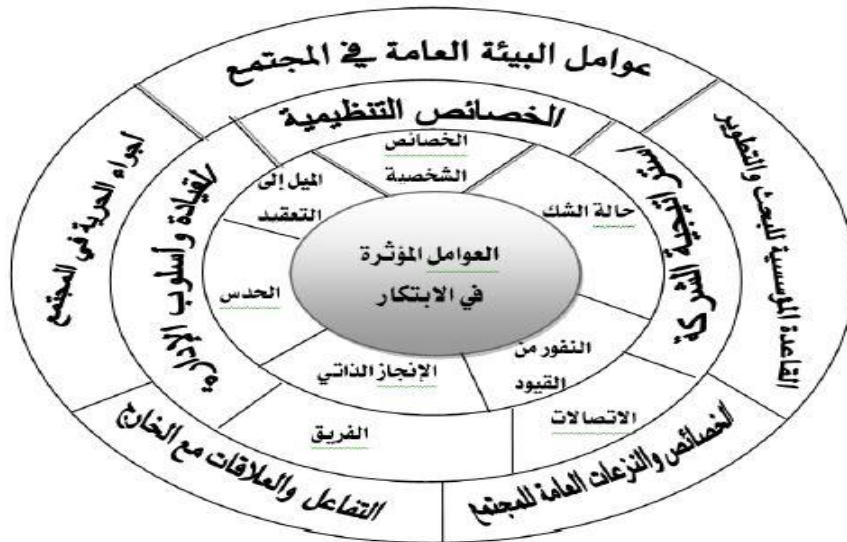 عوامل البيئة العامة في المجتمع
الخصائص التنظيمية
الخصائص
الشخصية
الميل إلى
التعقيد
حالة الشك
أجراء الحرية في المجتمع
القيادة وأسلوب الإدارة
القاعدة المؤسسية للبحث والتطوير
العوامل المؤثرة
في الابتكار
الحدس
النفور من
القيود
الإنجاز الذاتي
الاتصالات
الفريق
التفاعل والعلاقات مع الخارج
الخصائص والنزعات العامة للمجتمع